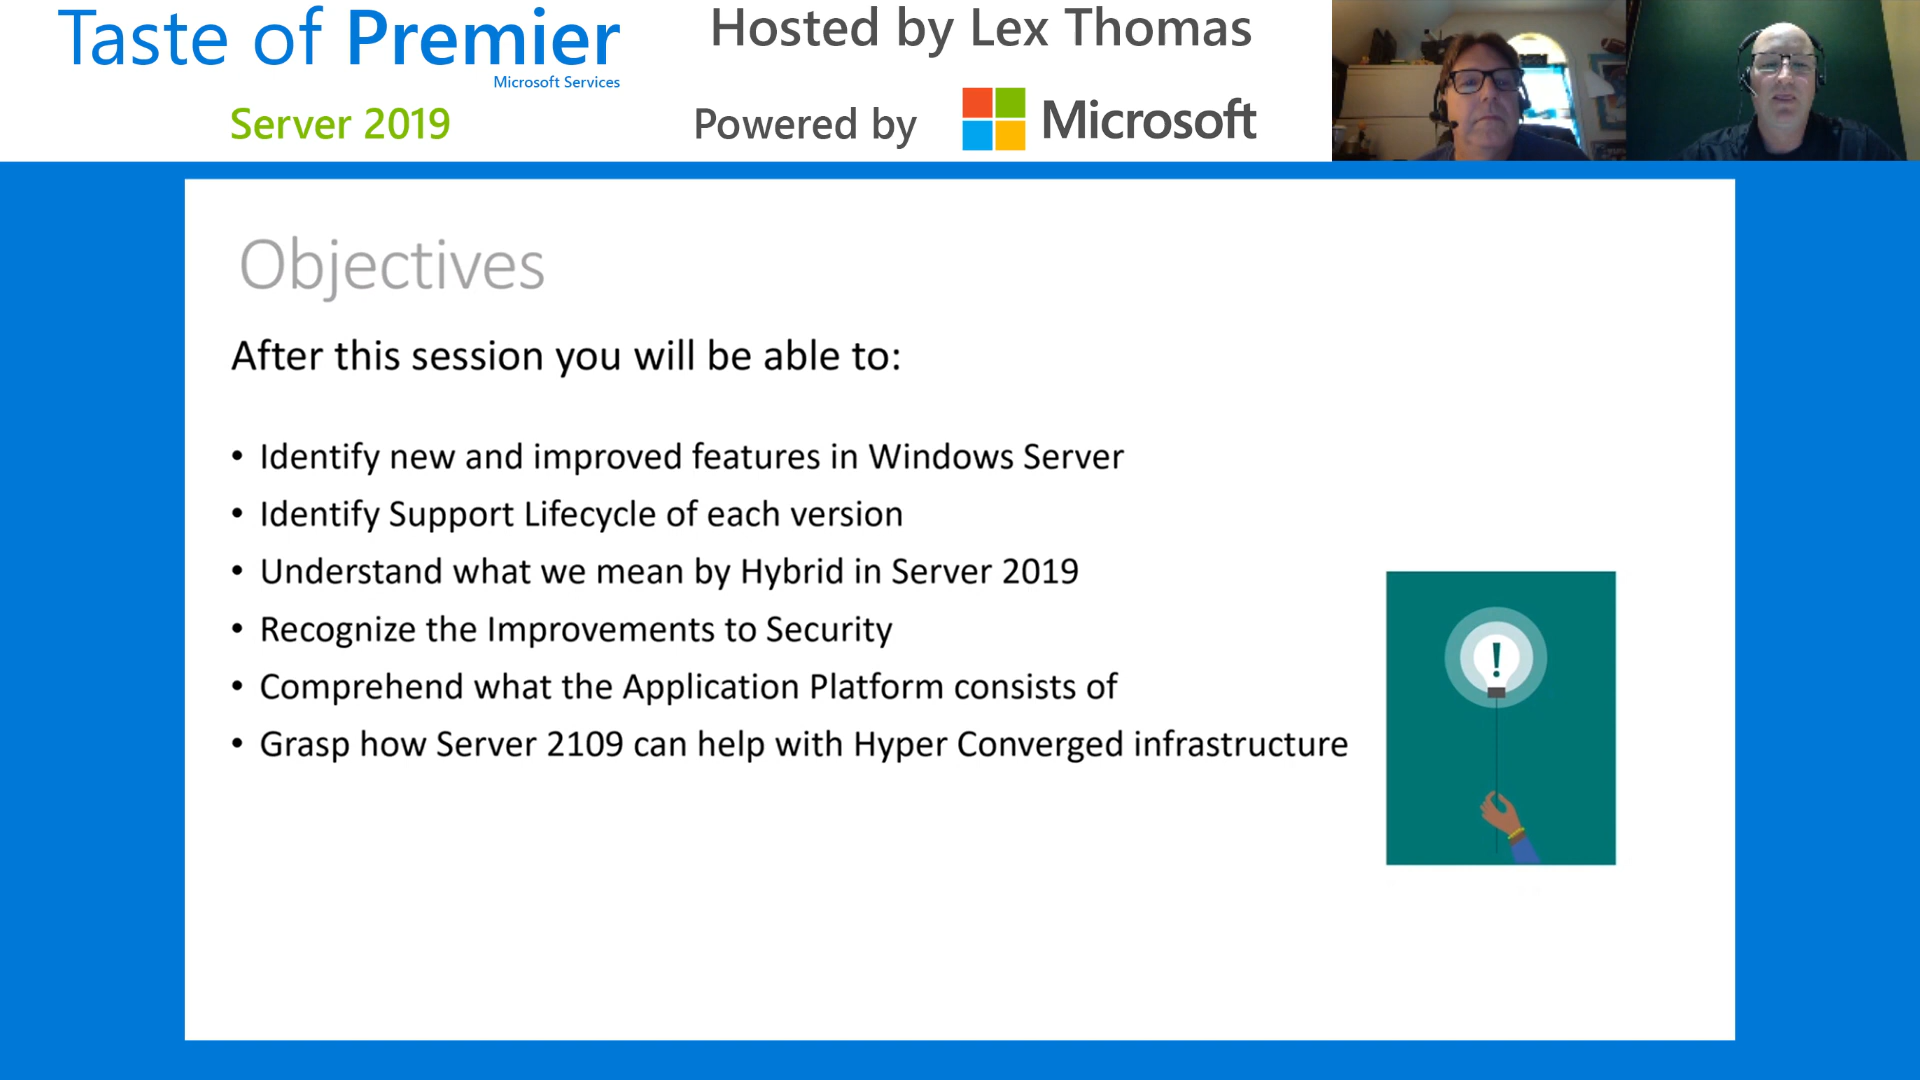 Taste of Premier
Microsoft Services
Server 2019
Hosted by Lex Thomas
Powered by Microsoft
Objectives
After this session you will be able to:
• Identify new and improved features in Windows Server
• Identify Support Lifecycle of each version
• Understand what we mean by Hybrid in Server 2019
• Recognize the Improvements to Security
• Comprehend what the Application Platform consists of
• Grasp how Server 2109 can help with Hyper Converged infrastructure
!